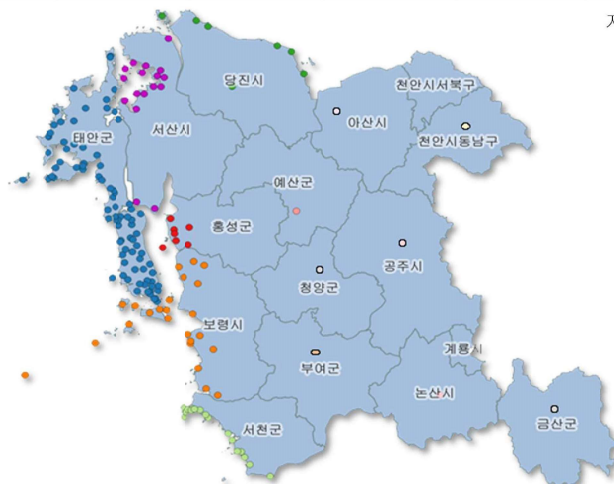 당진시
천안시서북구
아산시
서산시
태안군
천안시동남구
예산군
홍성군
공주시
청양군
보령시
계룡시
부여군
논산시
서천군
금산군